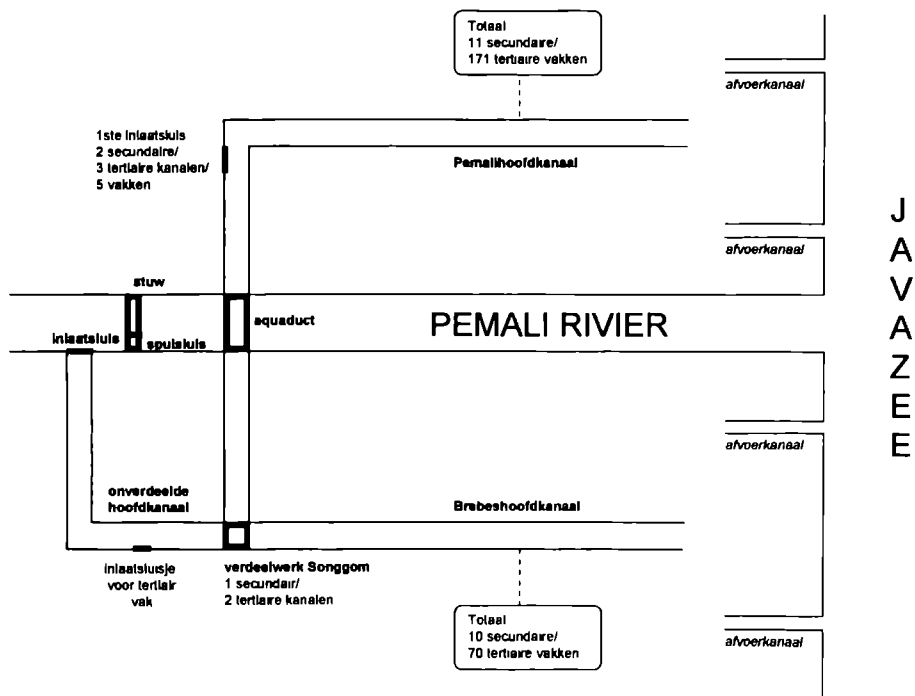 Totaal
11 secundaire/
171 tertiaire vakken
afvoerkanaal
1ste inlaatsluis
2 secundaire/
3 tertiaire kanalen/
5 vakken
Pemalihoofdkanaal
afvoerkanaal
stuw
aquaduct
PEMALI RIVIER
inlaatsluis
spuisluis
JAVAZEE
afvoerkanaal
onverdeelde
hoofdkanaal
Brebeshoofdkanaal
inlaatsluisje
voor tertiair
vak
verdeelwerk Songgom
1 secundair/
2 tertiaire kanalen
Totaal
10 secundaire/
70 tertiaire vakken
afvoerkanaal